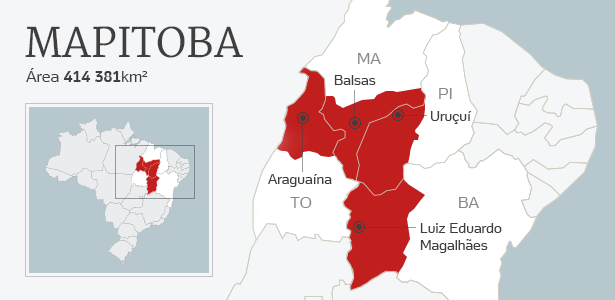 MAPITOBA
Área 414 381km²
MA
Balsas
PI
Uruçuí
Araguaína
TO
BA
Luiz Eduardo
Magalhães